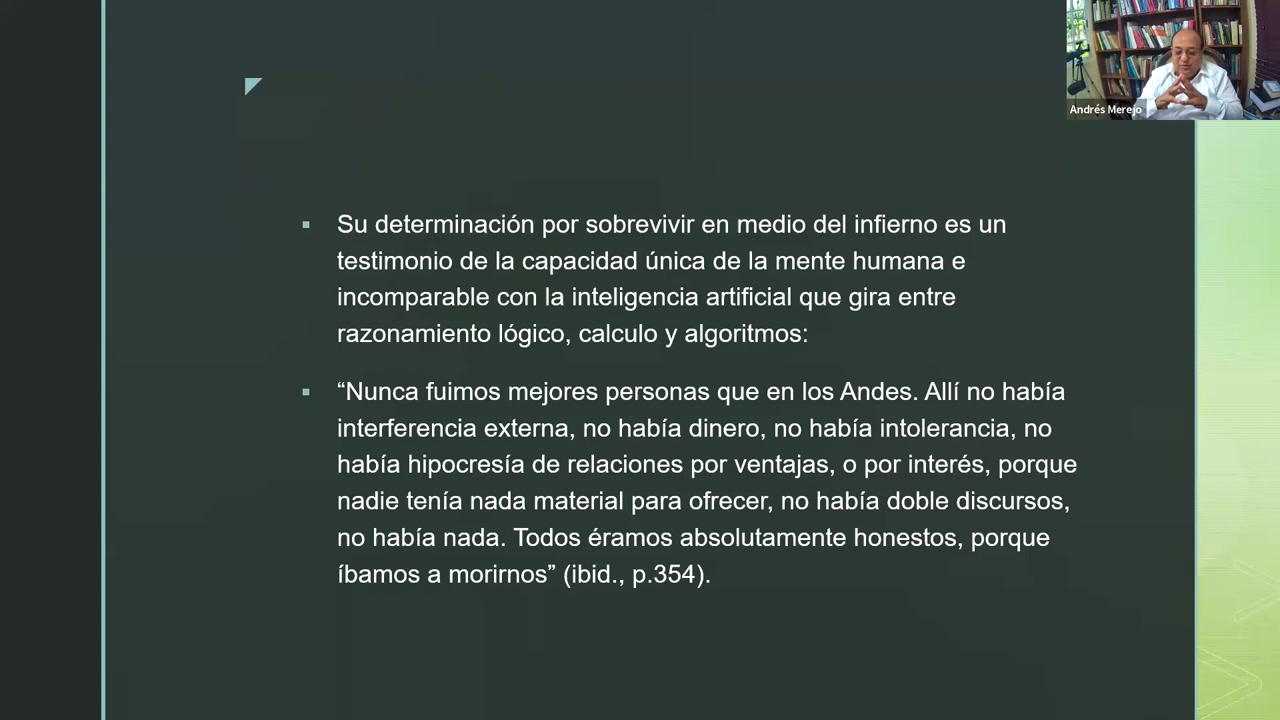 Andrés Merejo
Su determinación por sobrevivir en medio del infierno es un
testimonio de la capacidad única de la mente humana e
incomparable con la inteligencia artificial que gira entre
razonamiento lógico, calculo y algoritmos:
“Nunca fuimos mejores personas que en los Andes. Allí no había
interferencia externa, no había dinero, no había intolerancia, no
había hipocresía de relaciones por ventajas, o por interés, porque
nadie tenía nada material para ofrecer, no había doble discursos,
no había nada. Todos éramos absolutamente honestos, porque
íbamos a morirnos” (ibid., p.354).